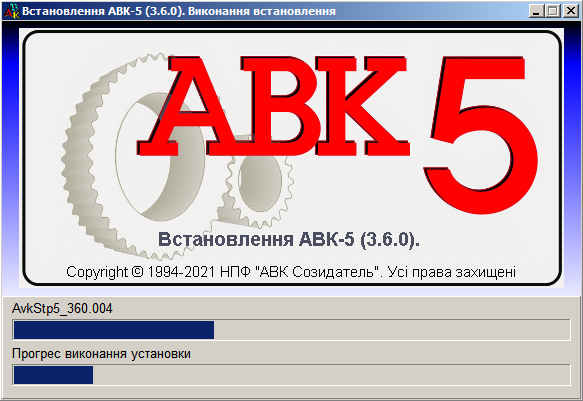 Встановлення АВК-5 (3.6.0). Виконання встановлення
АВК 5
Встановлення АВК-5 (3.6.0).
Copyright © 1994-2021 НПФ "АВК Созидатель". Усі права захищені
AvkStp5_360.004
Прогрес виконання установки